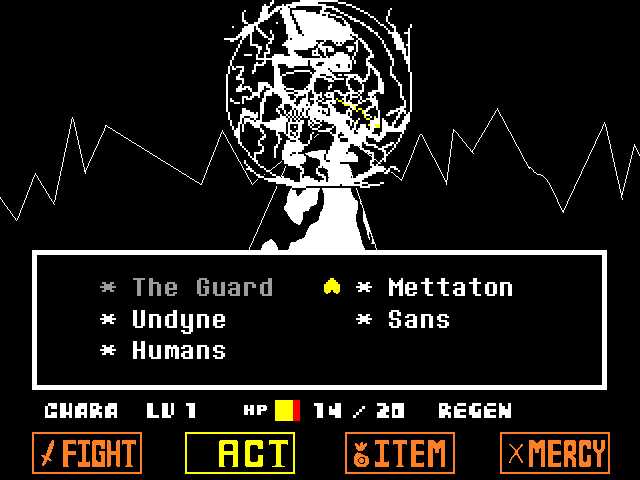 * The Guard * Mettaton
* Undyne * Sans
* Humans
CHARA LV 1 HP 14 / 20 REGEN
FIGHT ACT ITEM MERCY